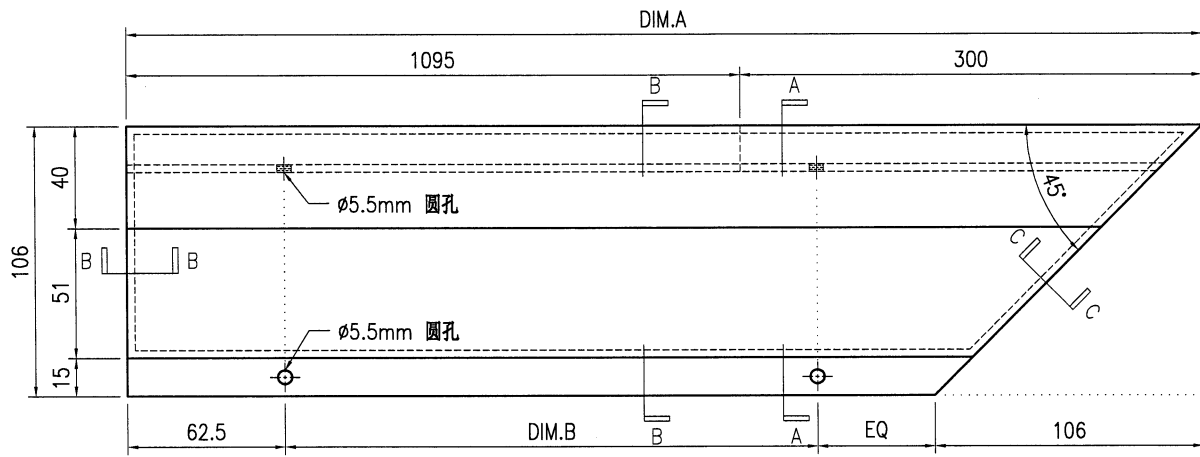 DIM.A
1095
300
B
A
40
106
51
15
ø5.5mm 圆孔
45°
B
B
C
C
ø5.5mm 圆孔
62.5
DIM.B
B
A
EQ
106